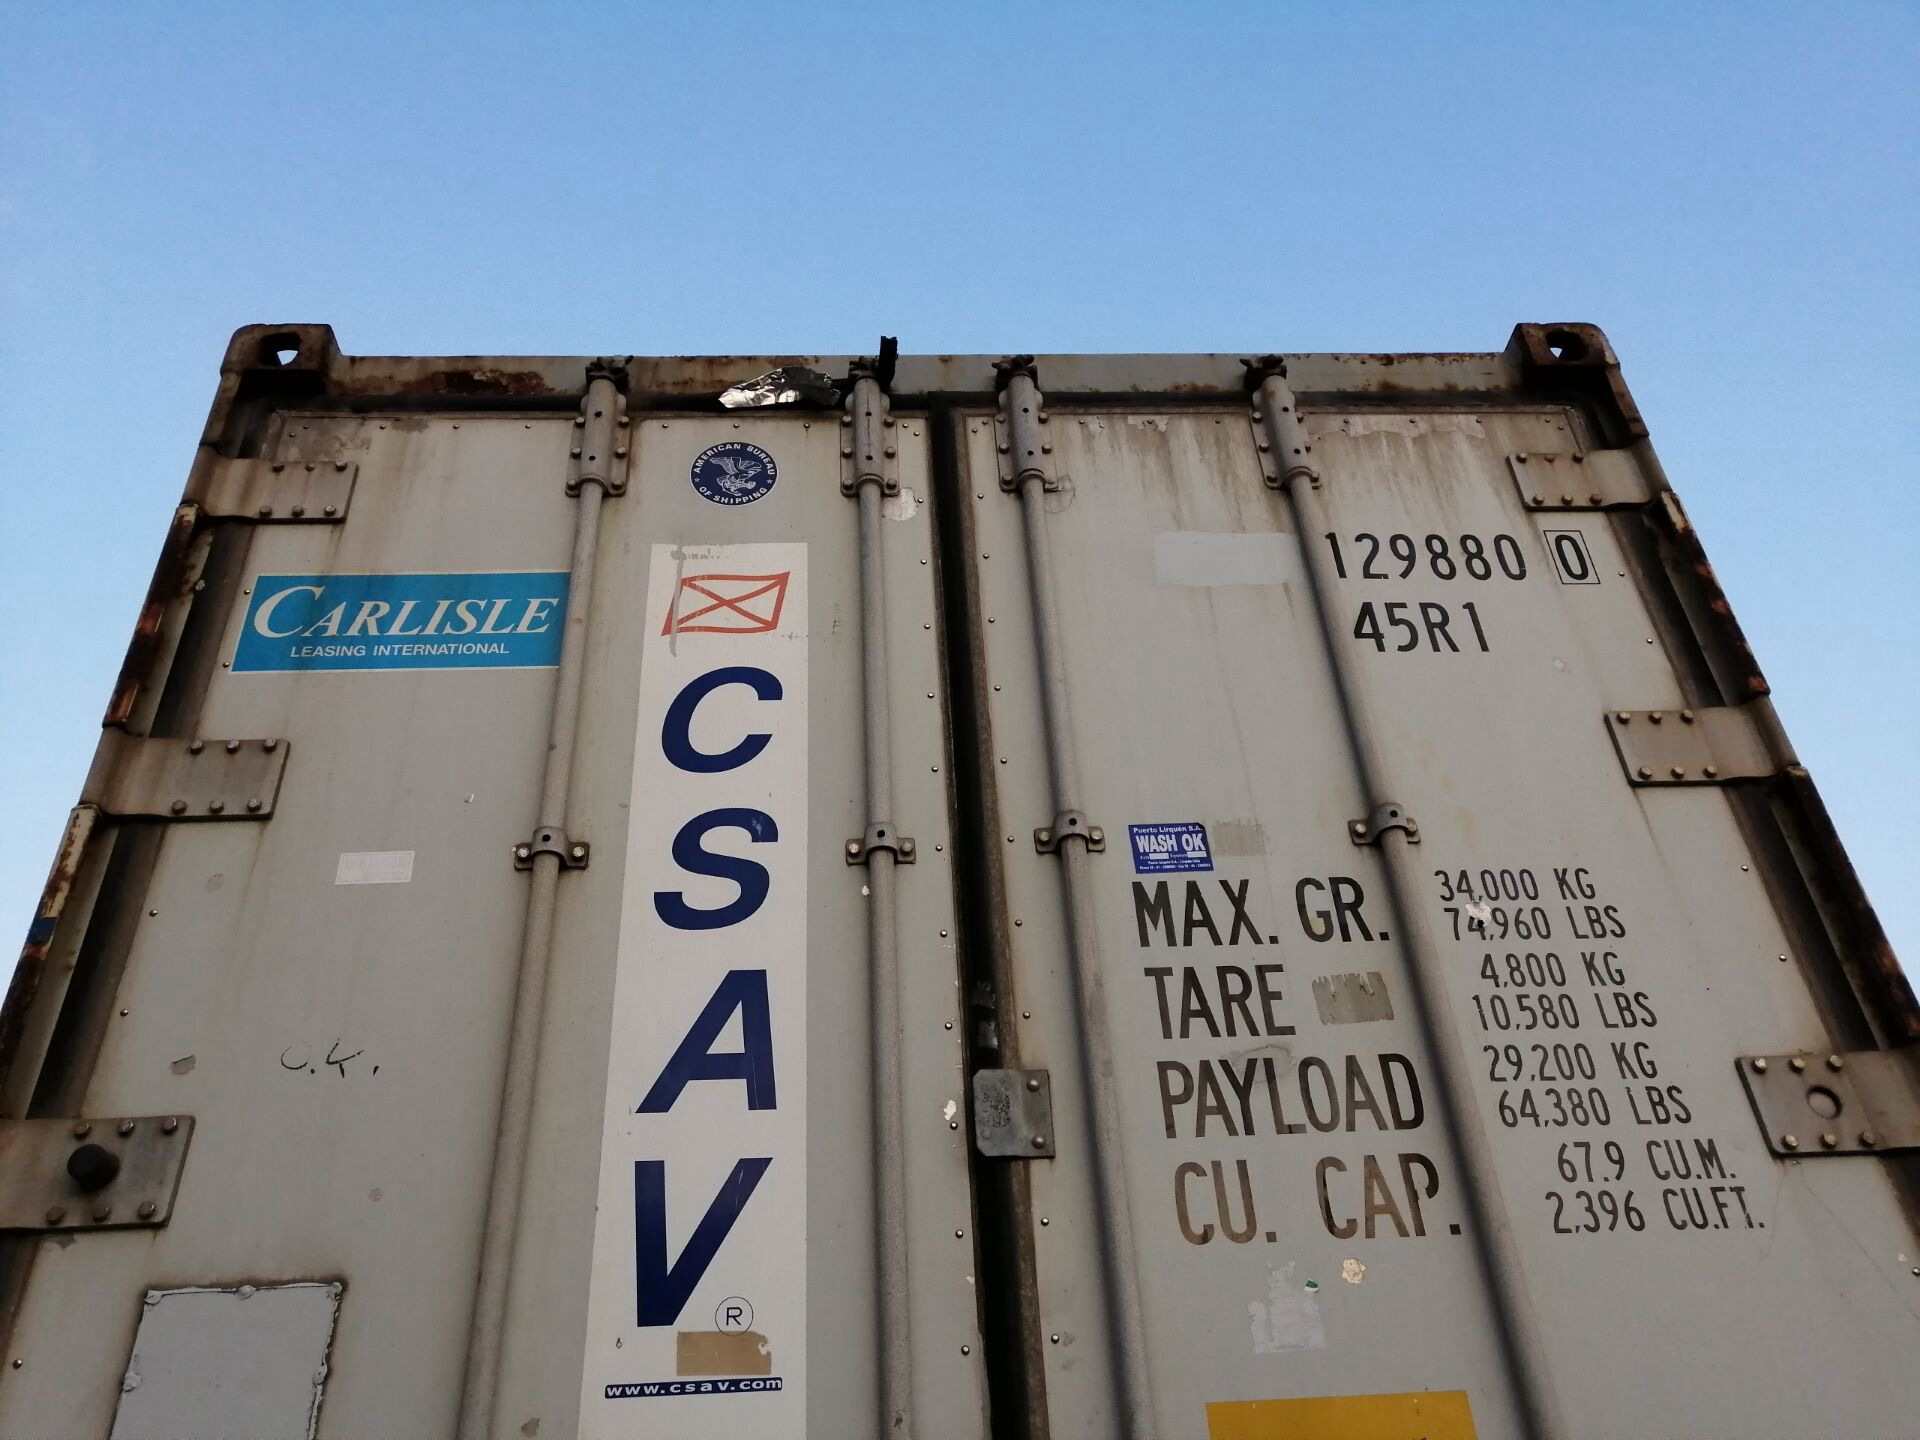 AMERICAN BUREAU OF SHIPPING
CARLISLE
LEASING INTERNATIONAL
CSAV
®
www.csav.com
O.K.
129880 0
45R1
Puerto Lirquén S.A.
WASH OK
MAX. GR. 34,000 KG
74,960 LBS
TARE 4,800 KG
10,580 LBS
PAYLOAD 29,200 KG
64,380 LBS
CU. CAP. 67.9 CU.M.
2,396 CU.FT.